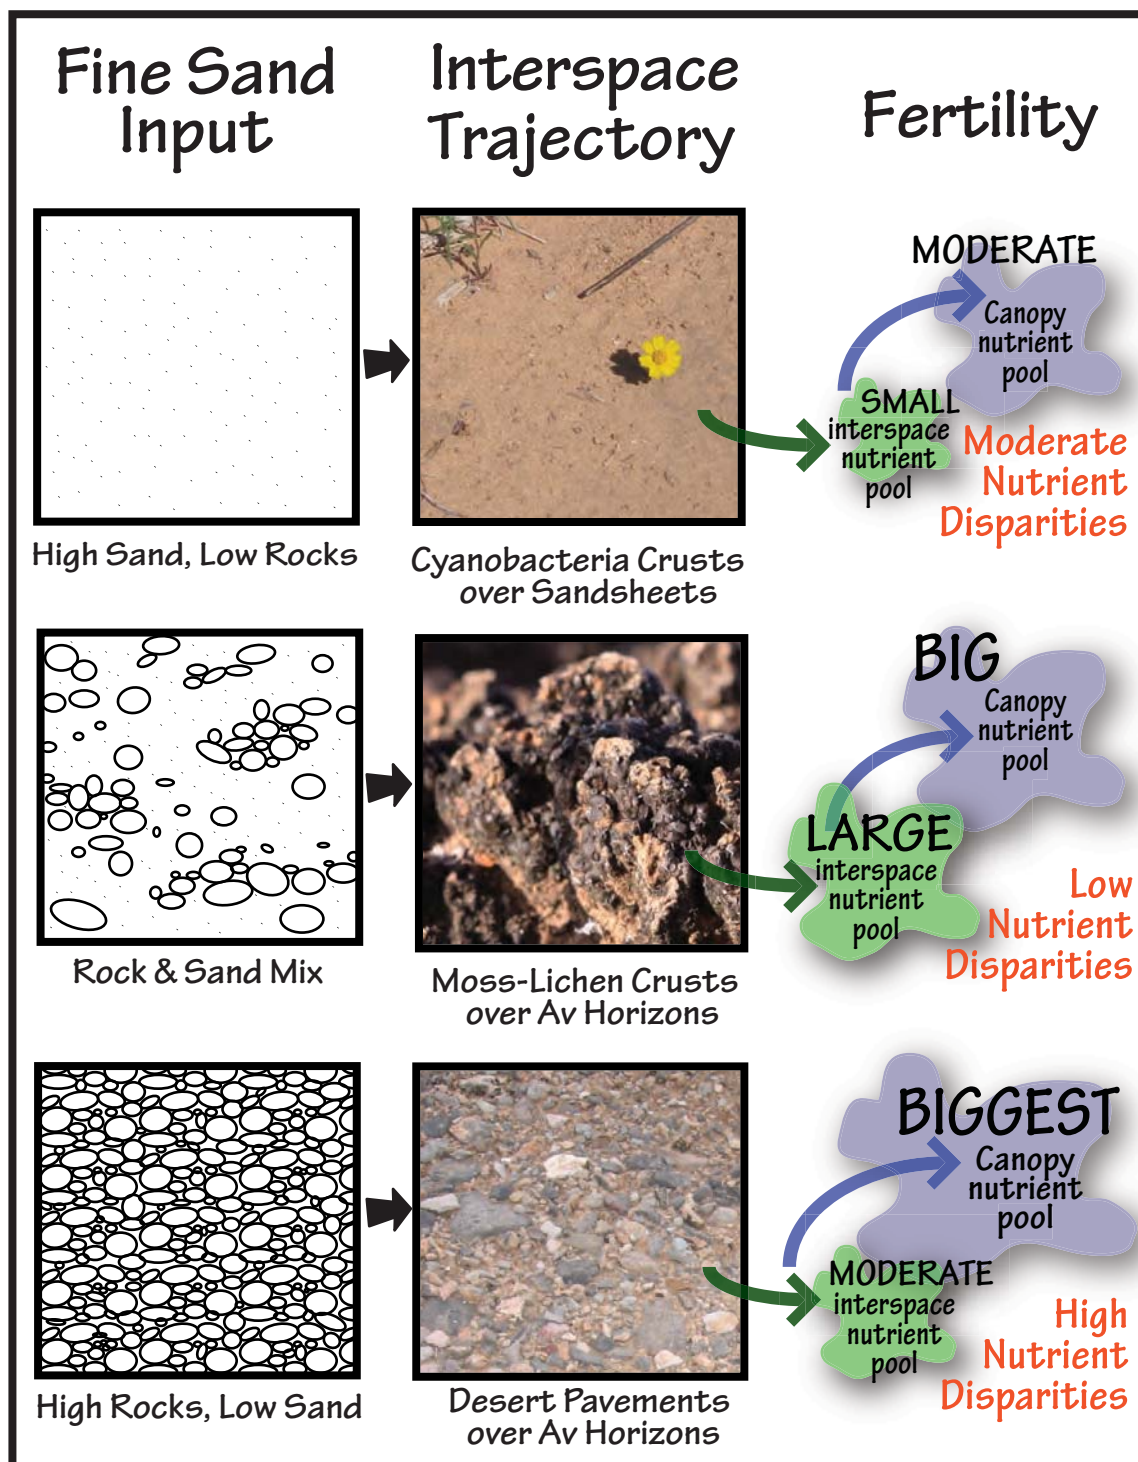 Fine Sand
Input
Interspace
Trajectory
Fertility
High Sand, Low Rocks
Cyanobacteria Crusts
over Sandsheets
MODERATE
Canopy
nutrient
pool
SMALL
interspace
nutrient
pool
Moderate
Nutrient
Disparities
Rock & Sand Mix
Moss-Lichen Crusts
over Av Horizons
BIG
Canopy
nutrient
pool
LARGE
interspace
nutrient
pool
Low
Nutrient
Disparities
High Rocks, Low Sand
Desert Pavements
over Av Horizons
BIGGEST
Canopy
nutrient
pool
MODERATE
interspace
nutrient
pool
High
Nutrient
Disparities